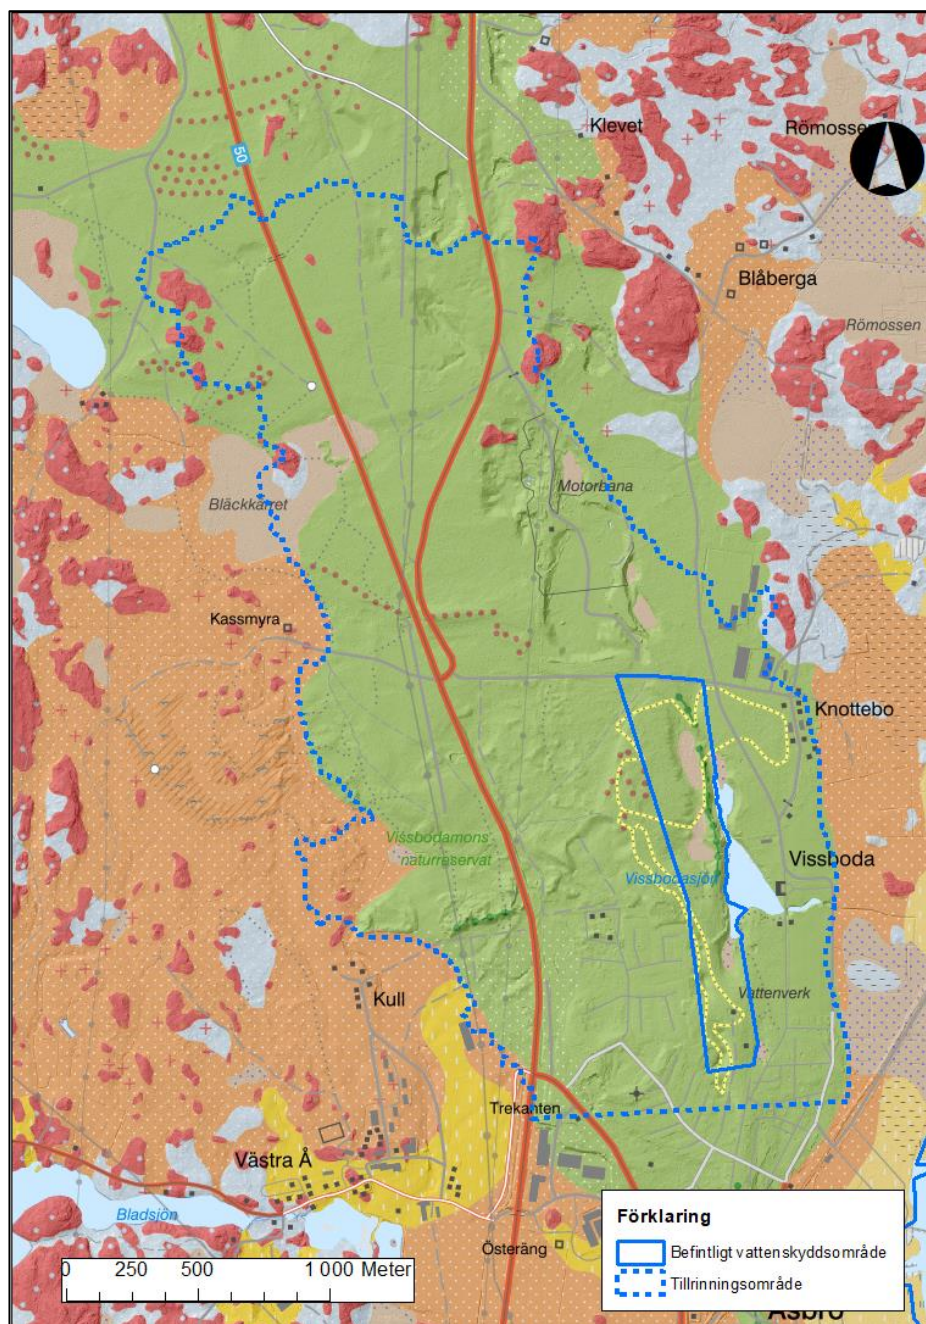 Klevet
Römossen
50
Blåberga
Römossen
Motorbana
Bläckkärret
Kassmyra
Knottebo
Vissbodamons
naturreservat
Vissboda
Vissbodasjön
Vattenverk
Kull
Trekanten
Västra Å
Bladsjön
Österäng
Förklaring
Befintligt vattenskyddsområde
Tillrinningsområde
0 250 500 1 000 Meter
Åsbro